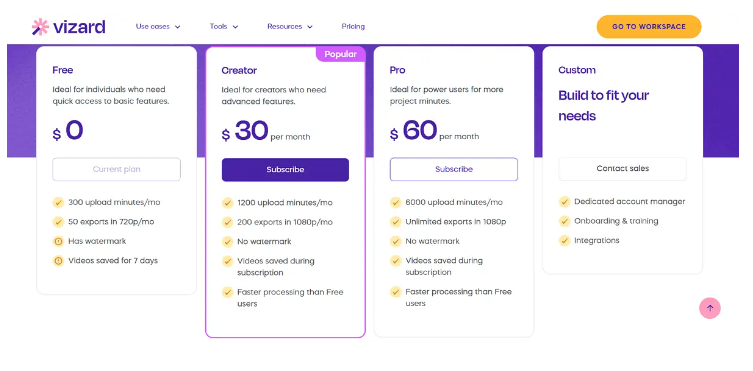 vizard
Use cases
Tools
Resources
Pricing
GO TO WORKSPACE
Free
Ideal for individuals who need
quick access to basic features.
$ 0
Current plan
300 upload minutes/mo
50 exports in 720p/mo
Has watermark
Videos saved for 7 days
Popular
Creator
Ideal for creators who need
advanced features.
$ 30 per month
Subscribe
1200 upload minutes/mo
200 exports in 1080p/mo
No watermark
Videos saved during
subscription
Faster processing than Free
users
Pro
Ideal for power users for more
project minutes.
$ 60 per month
Subscribe
6000 upload minutes/mo
Unlimited exports in 1080p
No watermark
Videos saved during
subscription
Faster processing than Free
users
Custom
Build to fit your
needs
Contact sales
Dedicated account manager
Onboarding & training
Integrations